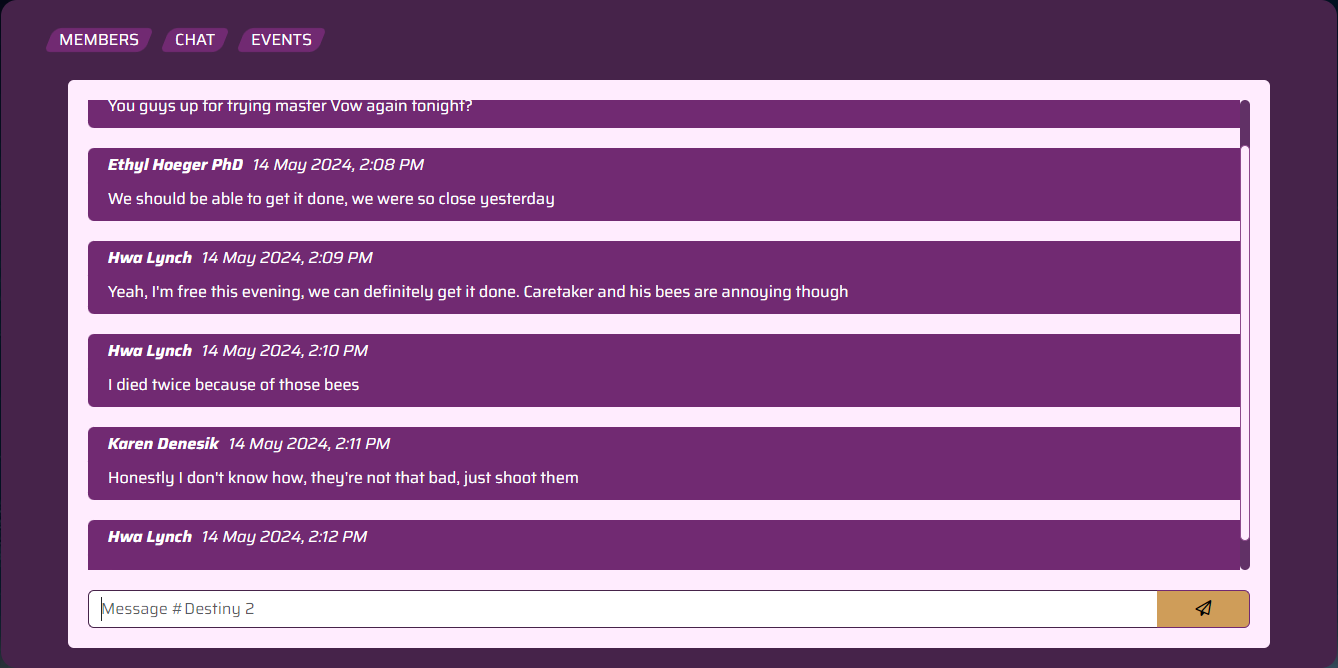 MEMBERS CHAT EVENTS
You guys up for trying master Vow again tonight?
Ethyl Hoeger PhD 14 May 2024, 2:08 PM
We should be able to get it done, we were so close yesterday
Hwa Lynch 14 May 2024, 2:09 PM
Yeah, I'm free this evening, we can definitely get it done. Caretaker and his bees are annoying though
Hwa Lynch 14 May 2024, 2:10 PM
I died twice because of those bees
Karen Denesik 14 May 2024, 2:11 PM
Honestly I don't know how, they're not that bad, just shoot them
Hwa Lynch 14 May 2024, 2:12 PM
Message #Destiny 2